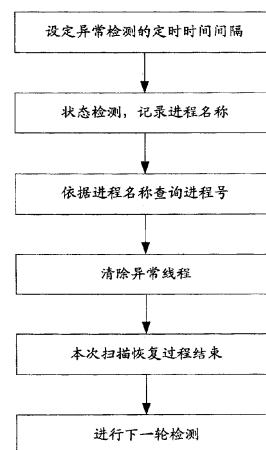 设定异常检测的定时时间间隔
状态检测，记录进程名称
依据进程名称查询进程号
清除异常线程
本次扫描恢复过程结束
进行下一轮检测